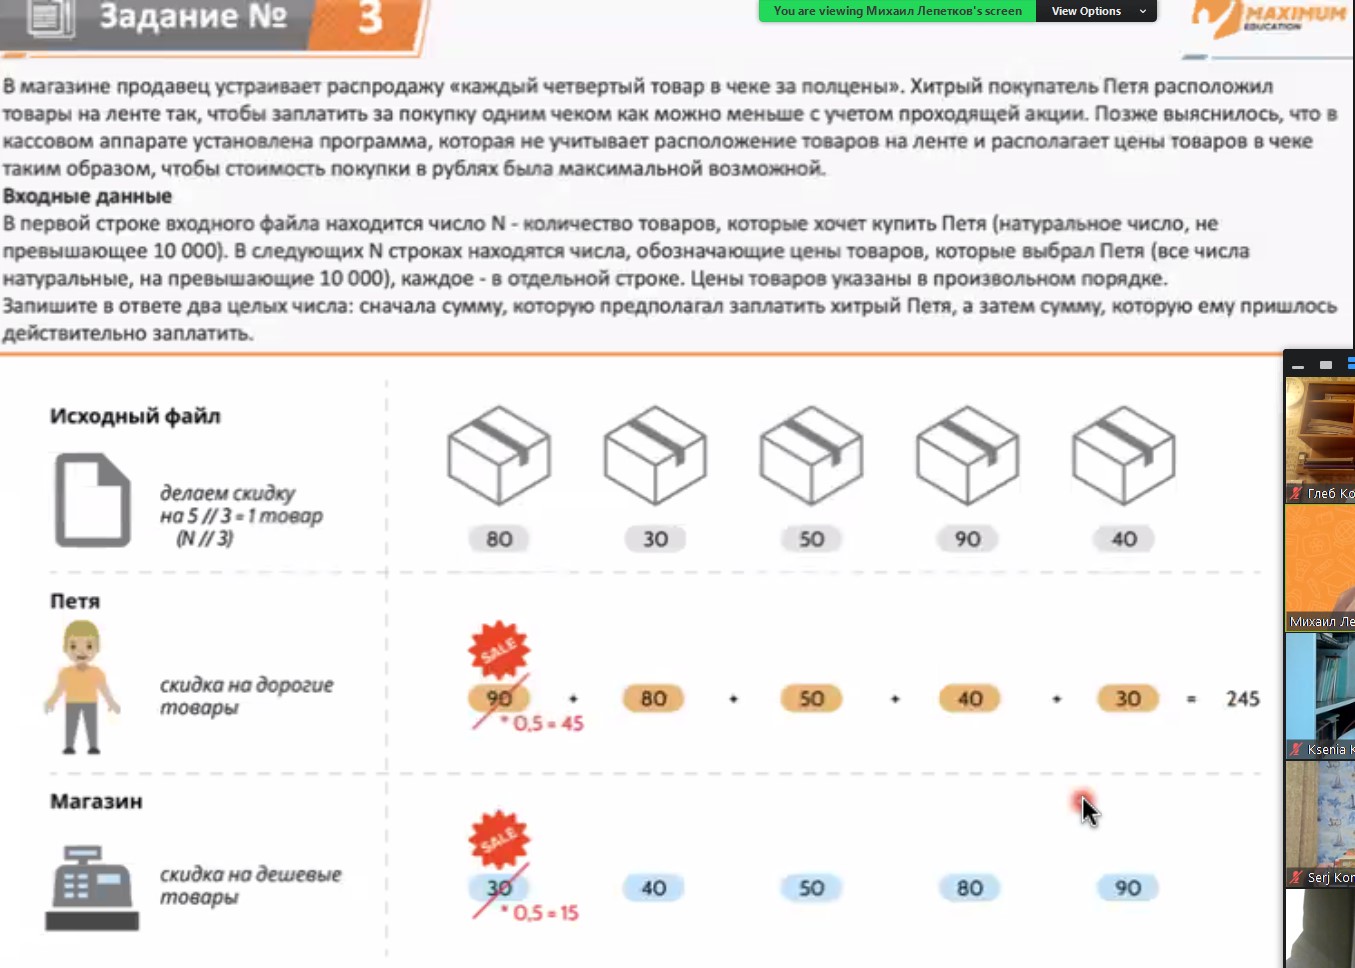 Задание № 3
You are viewing Михаил Лепетков's screen View Options
MAXIMUM
EDUCATION
В магазине продавец устраивает распродажу «каждый четвертый товар в чеке за полцены». Хитрый покупатель Петя расположил
товары на ленте так, чтобы заплатить за покупку одним чеком как можно меньше с учетом проходящей акции. Позже выяснилось, что в
кассовом аппарате установлена программа, которая не учитывает расположение товаров на ленте и располагает цены товаров в чеке
таким образом, чтобы стоимость покупки в рублях была максимальной возможной.
Входные данные
В первой строке входного файла находится число N - количество товаров, которые хочет купить Петя (натуральное число, не
превышающее 10 000). В следующих N строках находятся числа, обозначающие цены товаров, которые выбрал Петя (все числа
натуральные, на превышающие 10 000), каждое - в отдельной строке. Цены товаров указаны в произвольном порядке.
Запишите в ответе два целых числа: сначала сумму, которую предполагал заплатить хитрый Петя, а затем сумму, которую ему пришлось
действительно заплатить.
Исходный файл
делаем скидку
на 5 // 3 = 1 товар
(N // 3)
80 30 50 90 40
Петя
скидка на дорогие
товары
SALE
90 + 80 + 50 + 40 + 30 = 245
* 0,5 = 45
Магазин
скидка на дешевые
товары
SALE
30 40 50 80 90
* 0,5 = 15
Глеб Ко
Михаил Ле
Ksenia K
Serj Kon